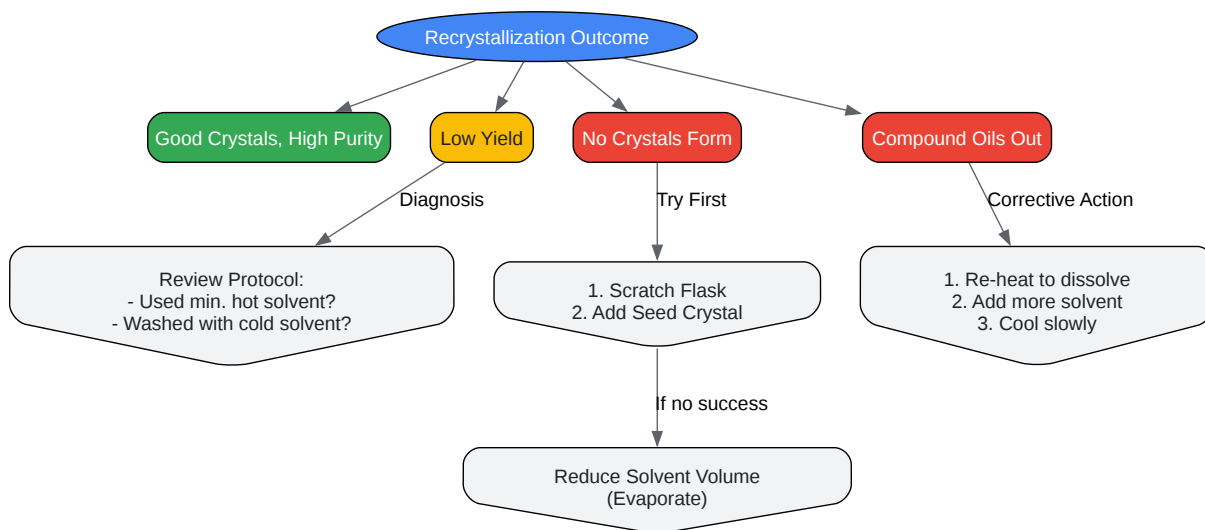 Recrystallization Outcome
Good Crystals, High Purity
Low Yield
No Crystals Form
Compound Oils Out
Diagnosis
Try First
Corrective Action
Review Protocol:
- Used min. hot solvent?
- Washed with cold solvent?
1. Scratch Flask
2. Add Seed Crystal
1. Re-heat to dissolve
2. Add more solvent
3. Cool slowly
If no success
Reduce Solvent Volume
(Evaporate)